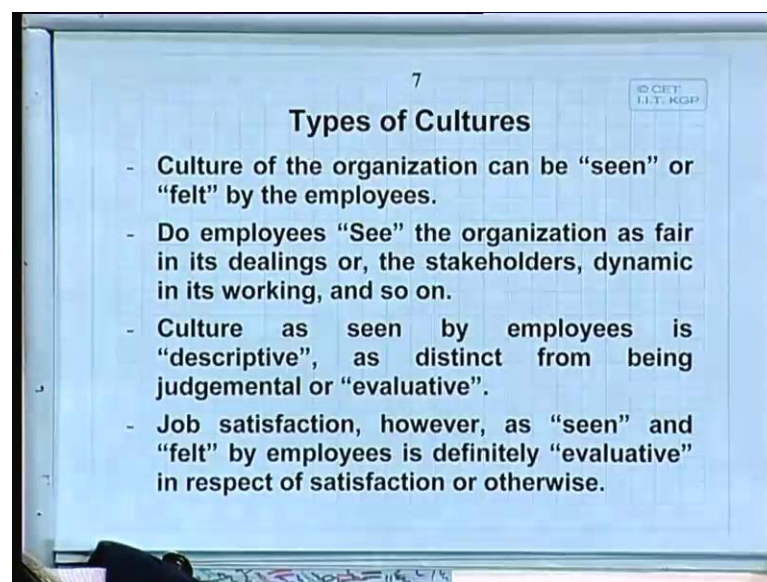 7
© CET
I.I.T. KGP
Types of Cultures
- Culture of the organization can be “seen” or
“felt” by the employees.
- Do employees “See” the organization as fair
in its dealings or, the stakeholders, dynamic
in its working, and so on.
- Culture as seen by employees is
“descriptive”, as distinct from being
judgemental or “evaluative”.
- Job satisfaction, however, as “seen” and
“felt” by employees is definitely “evaluative”
in respect of satisfaction or otherwise.